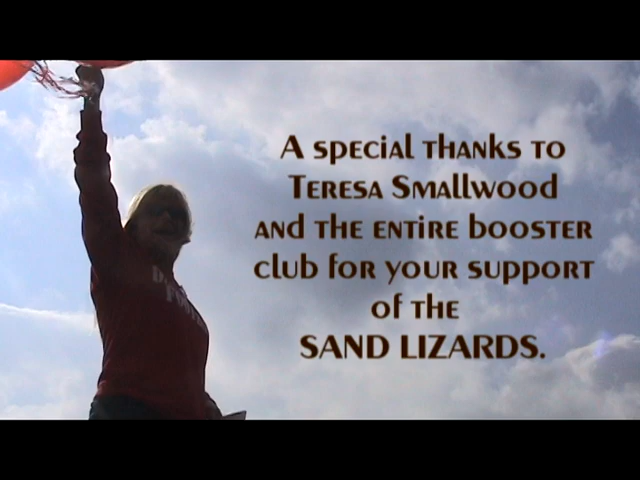 A special thanks to
Teresa Smallwood
and the entire booster
club for your support
of the
SAND LIZARDS.